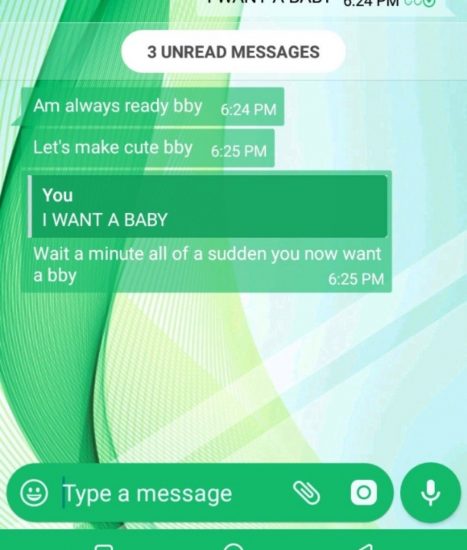 I WANT A BABY 6:24 PM
3 UNREAD MESSAGES
Am always ready bby 6:24 PM
Let's make cute bby 6:25 PM
You
I WANT A BABY
Wait a minute all of a sudden you now want
a bby 6:25 PM
Type a message